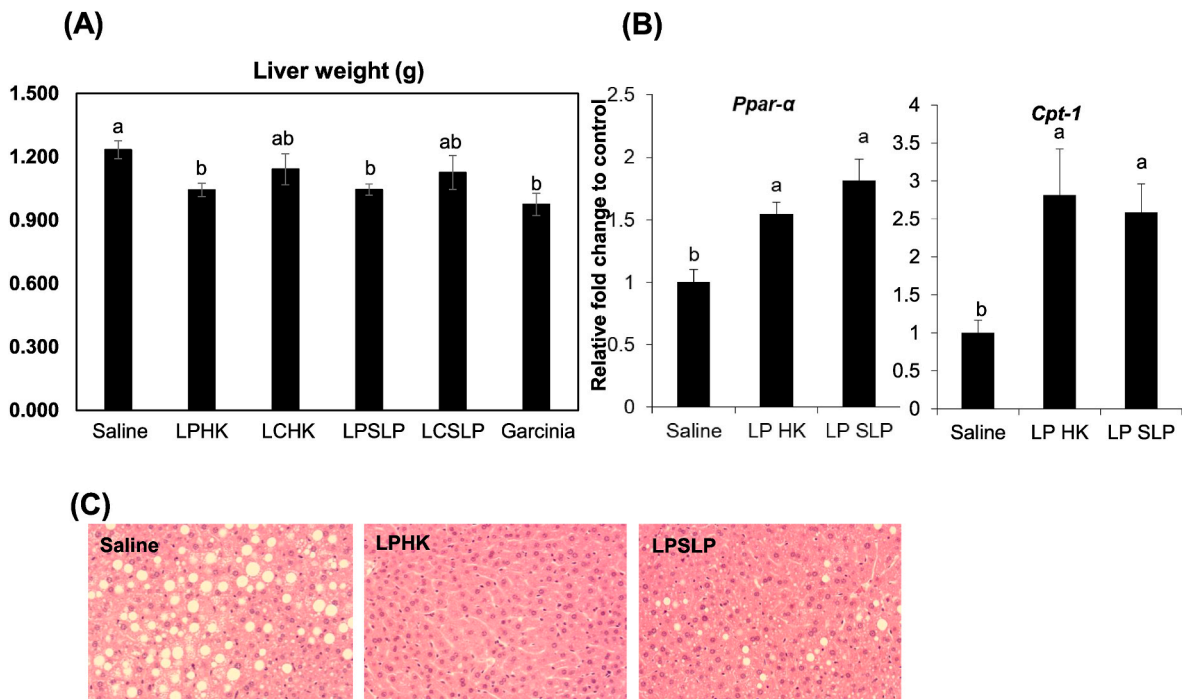 (A)
Liver weight (g)
1.500
1.200
0.900
0.600
0.300
0.000
a
b
ab
b
ab
b
Saline LPHK LCHK LPSLP LCSLP Garcinia
(B)
Relative fold change to control
Ppar-α
2.5
2
1.5
1
0.5
0
b
a
a
Saline LP HK LP SLP
Cpt-1
4
3.5
3
2.5
2
1.5
1
0.5
0
b
a
a
Saline LP HK LP SLP
(C)
Saline
LPHK
LPSLP